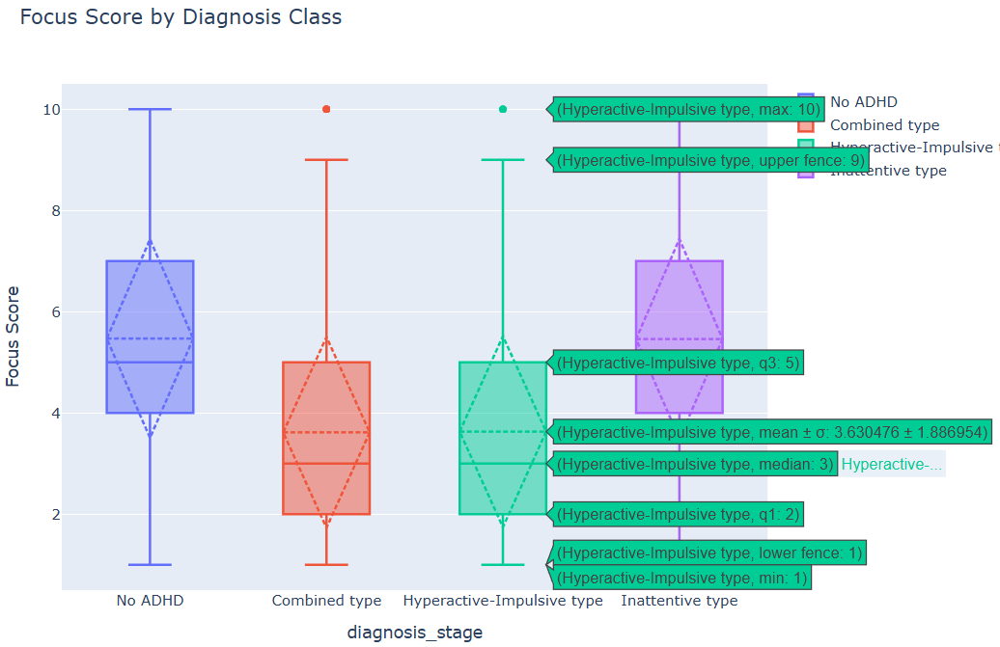 Focus Score by Diagnosis Class
No ADHD
Combined type
Hyperactive-Impulsive
Inattentive type
(Hyperactive-Impulsive type, max: 10)
(Hyperactive-Impulsive type, upper fence: 9)
(Hyperactive-Impulsive type, q3: 5)
(Hyperactive-Impulsive type, mean ± σ: 3.630476 ± 1.886954)
(Hyperactive-Impulsive type, median: 3) Hyperactive-...
(Hyperactive-Impulsive type, q1: 2)
(Hyperactive-Impulsive type, lower fence: 1)
(Hyperactive-Impulsive type, min: 1)
10
8
6
4
2
Focus Score
No ADHD Combined type Hyperactive-Impulsive type Inattentive type
diagnosis_stage